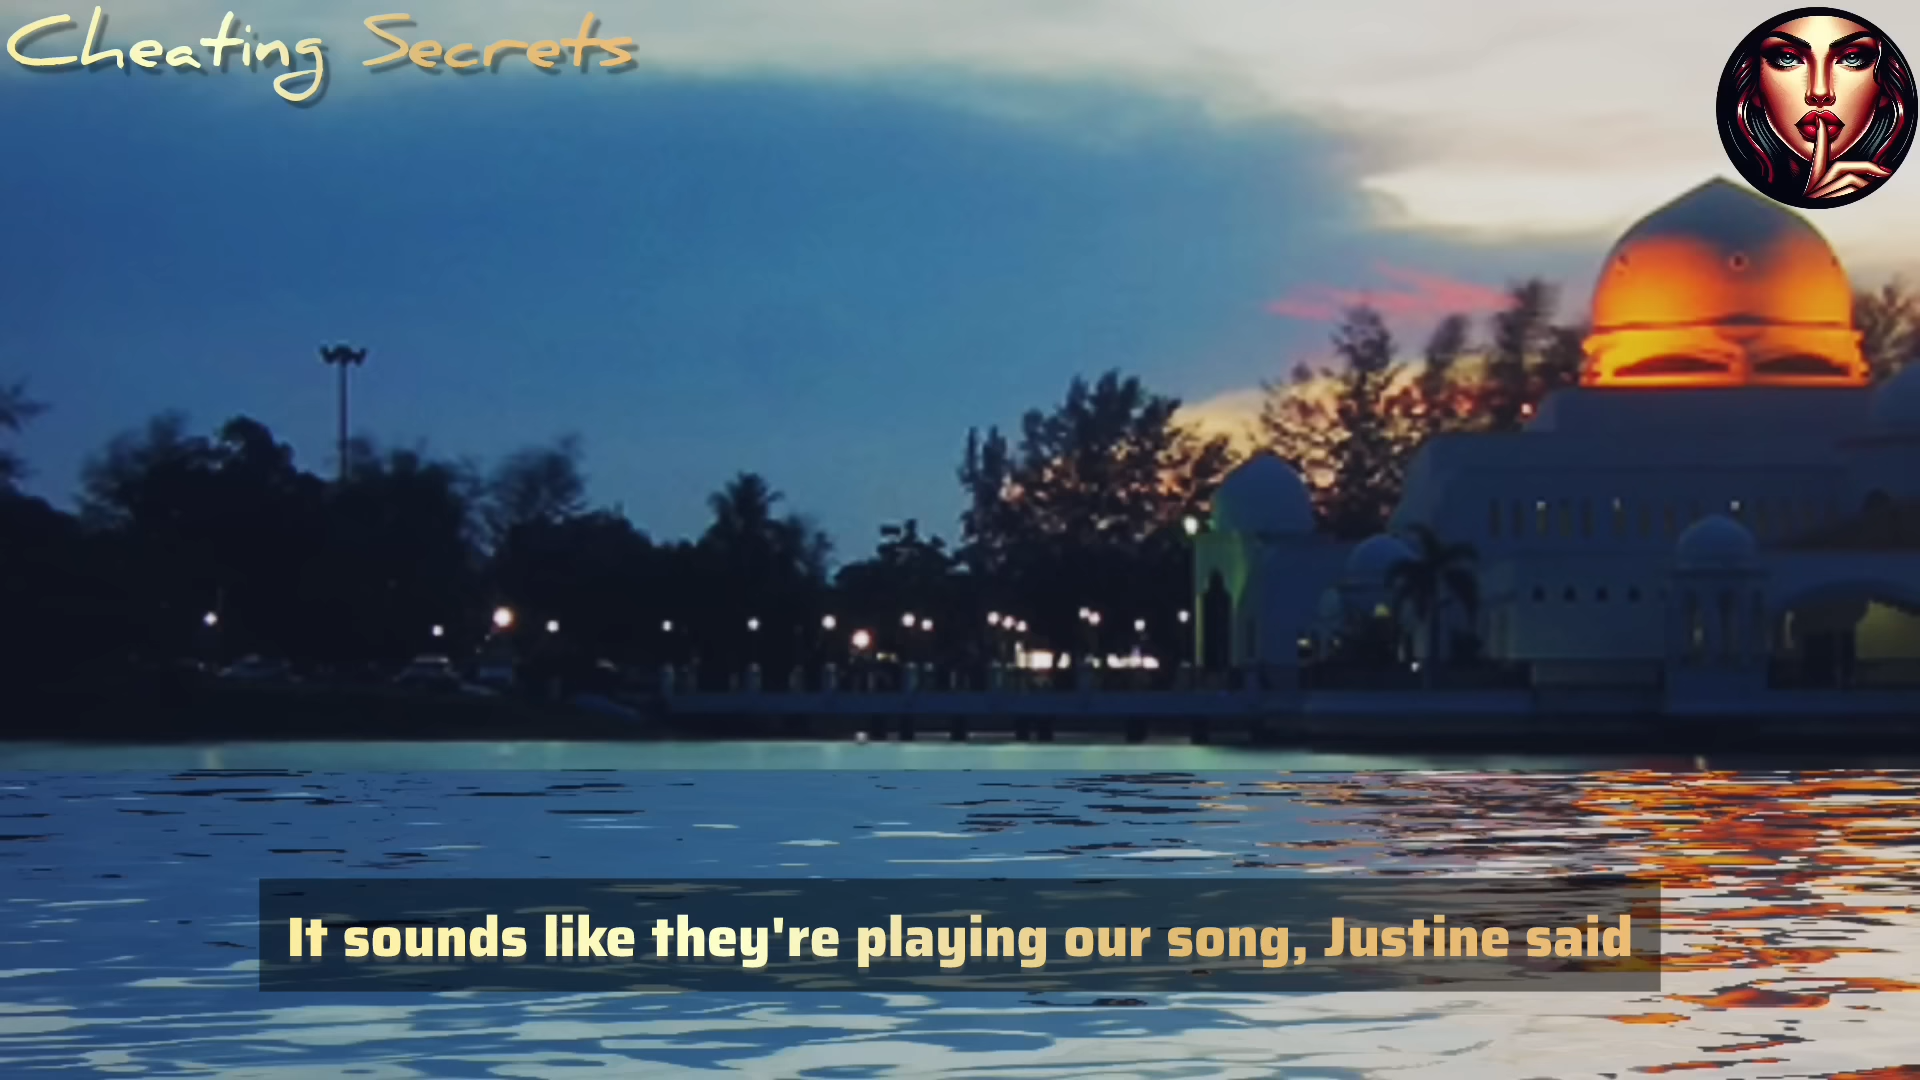 Cheating Secrets
It sounds like they're playing our song, Justine said